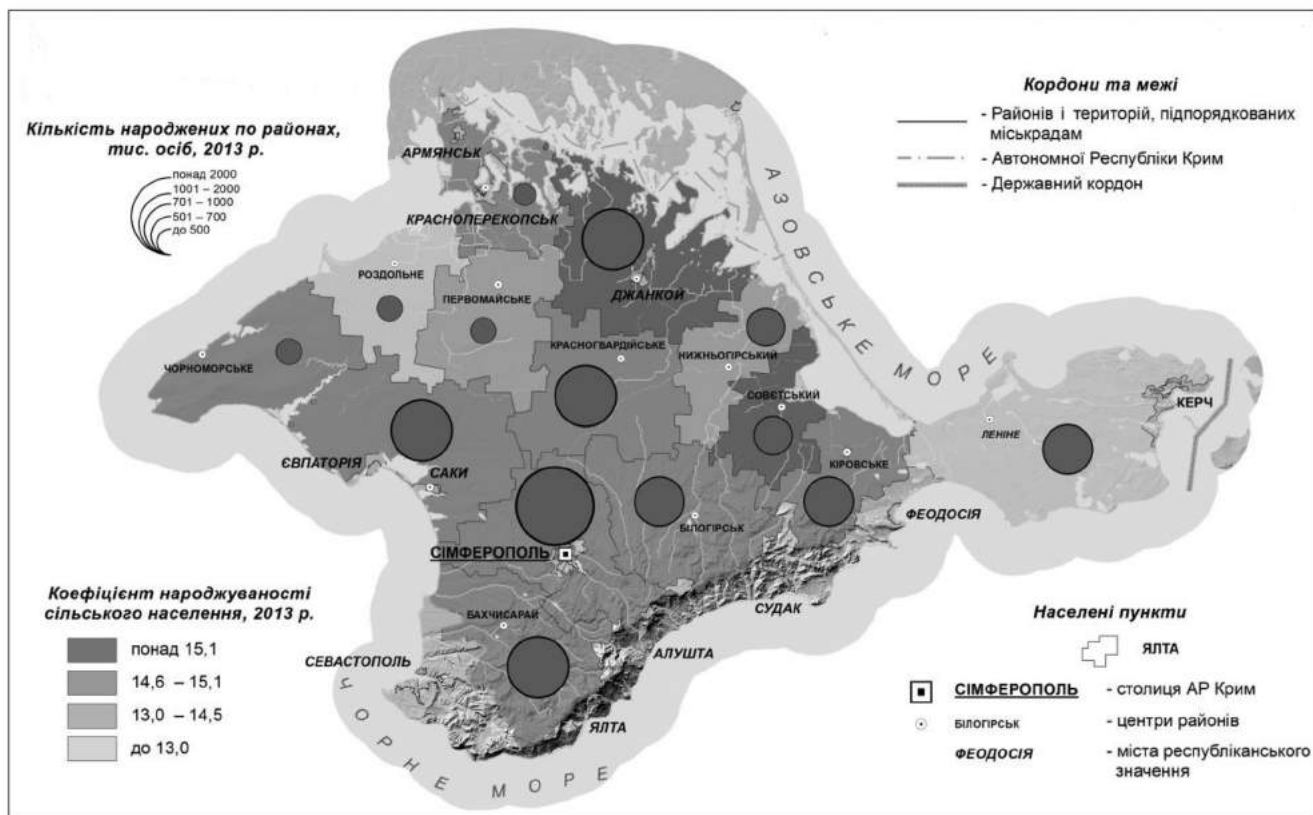 Кількість народжених по районах,
тис. осіб, 2013 р.
понад 2000
1001 – 2000
701 – 1000
501 – 700
до 500
Кордони та межі
- Районів і територій, підпорядкованих
міськрадам
- Автономної Республіки Крим
- Державний кордон
АРМЯНСЬК
КРАСНОПЕРЕКОПСЬК
РОЗДОЛЬНЕ
ПЕРВОМАЙСЬКЕ
ДЖАНКОЙ
АЗОВСЬКЕ МОРЕ
ЧОРНОМОРСЬКЕ
КРАСНОГВАРДІЙСЬКЕ
НИЖНЬОГІРСЬКИЙ
СОВЄТСЬКИЙ
КЕРЧ
ЛЕНІНЕ
ЄВПАТОРІЯ
САКИ
КІРОВСЬКЕ
ФЕОДОСІЯ
БІЛОГІРСЬК
СІМФЕРОПОЛЬ
СУДАК
БАХЧИСАРАЙ
АЛУШТА
СЕВАСТОПОЛЬ
ЯЛТА
ЧОРНЕ МОРЕ
Коефіцієнт народжуваності
сільського населення, 2013 р.
понад 15,1
14,6 – 15,1
13,0 – 14,5
до 13,0
Населені пункти
ЯЛТА
СІМФЕРОПОЛЬ - столиця АР Крим
БІЛОГІРСЬК - центри районів
ФЕОДОСІЯ - міста республіканського
значення